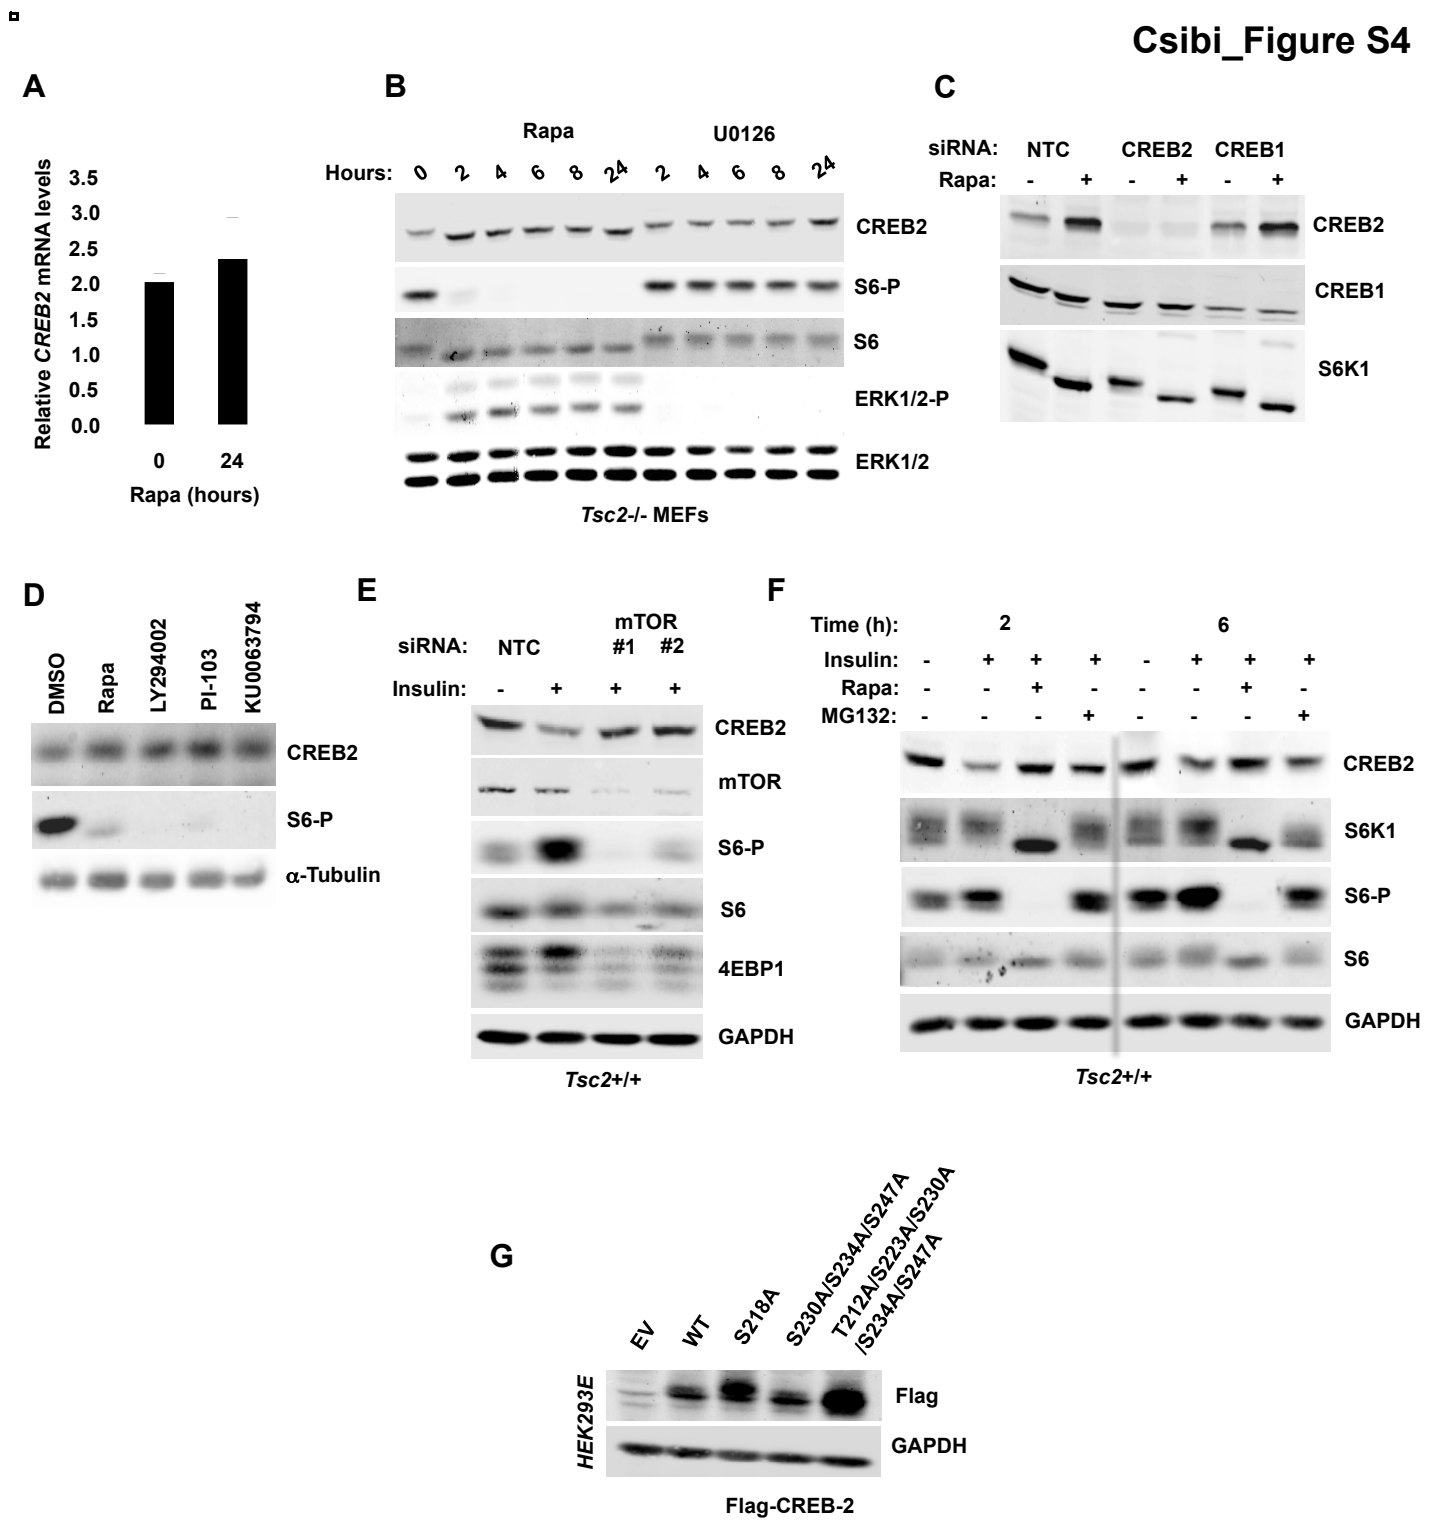 Csibi_Figure S4
A
Relative CREB2 mRNA levels
3.5
3.0
2.5
2.0
1.5
1.0
0.5
0.0
0 24
Rapa (hours)
B
Rapa U0126
Hours: 0 2 4 6 8 24 2 4 6 8 24
CREB2
S6-P
S6
ERK1/2-P
ERK1/2
Tsc2-/- MEFs
C
siRNA: NTC CREB2 CREB1
Rapa: - + - + - +
CREB2
CREB1
S6K1
D
DMSO Rapa LY294002 PI-103 KU0063794
CREB2
S6-P
α-Tubulin
E
mTOR
siRNA: NTC #1 #2
Insulin: - + + +
CREB2
mTOR
S6-P
S6
4EBP1
GAPDH
Tsc2+/+
F
Time (h): 2 6
Insulin: - + + + - + + +
Rapa: - - + - - - + -
MG132: - - - + - - - +
CREB2
S6K1
S6-P
S6
GAPDH
Tsc2+/+
G
EV WT S218A S230A/S234A/S247A T212A/S223A/S230A
/S234A/S247A
HEK293E
Flag
GAPDH
Flag-CREB-2